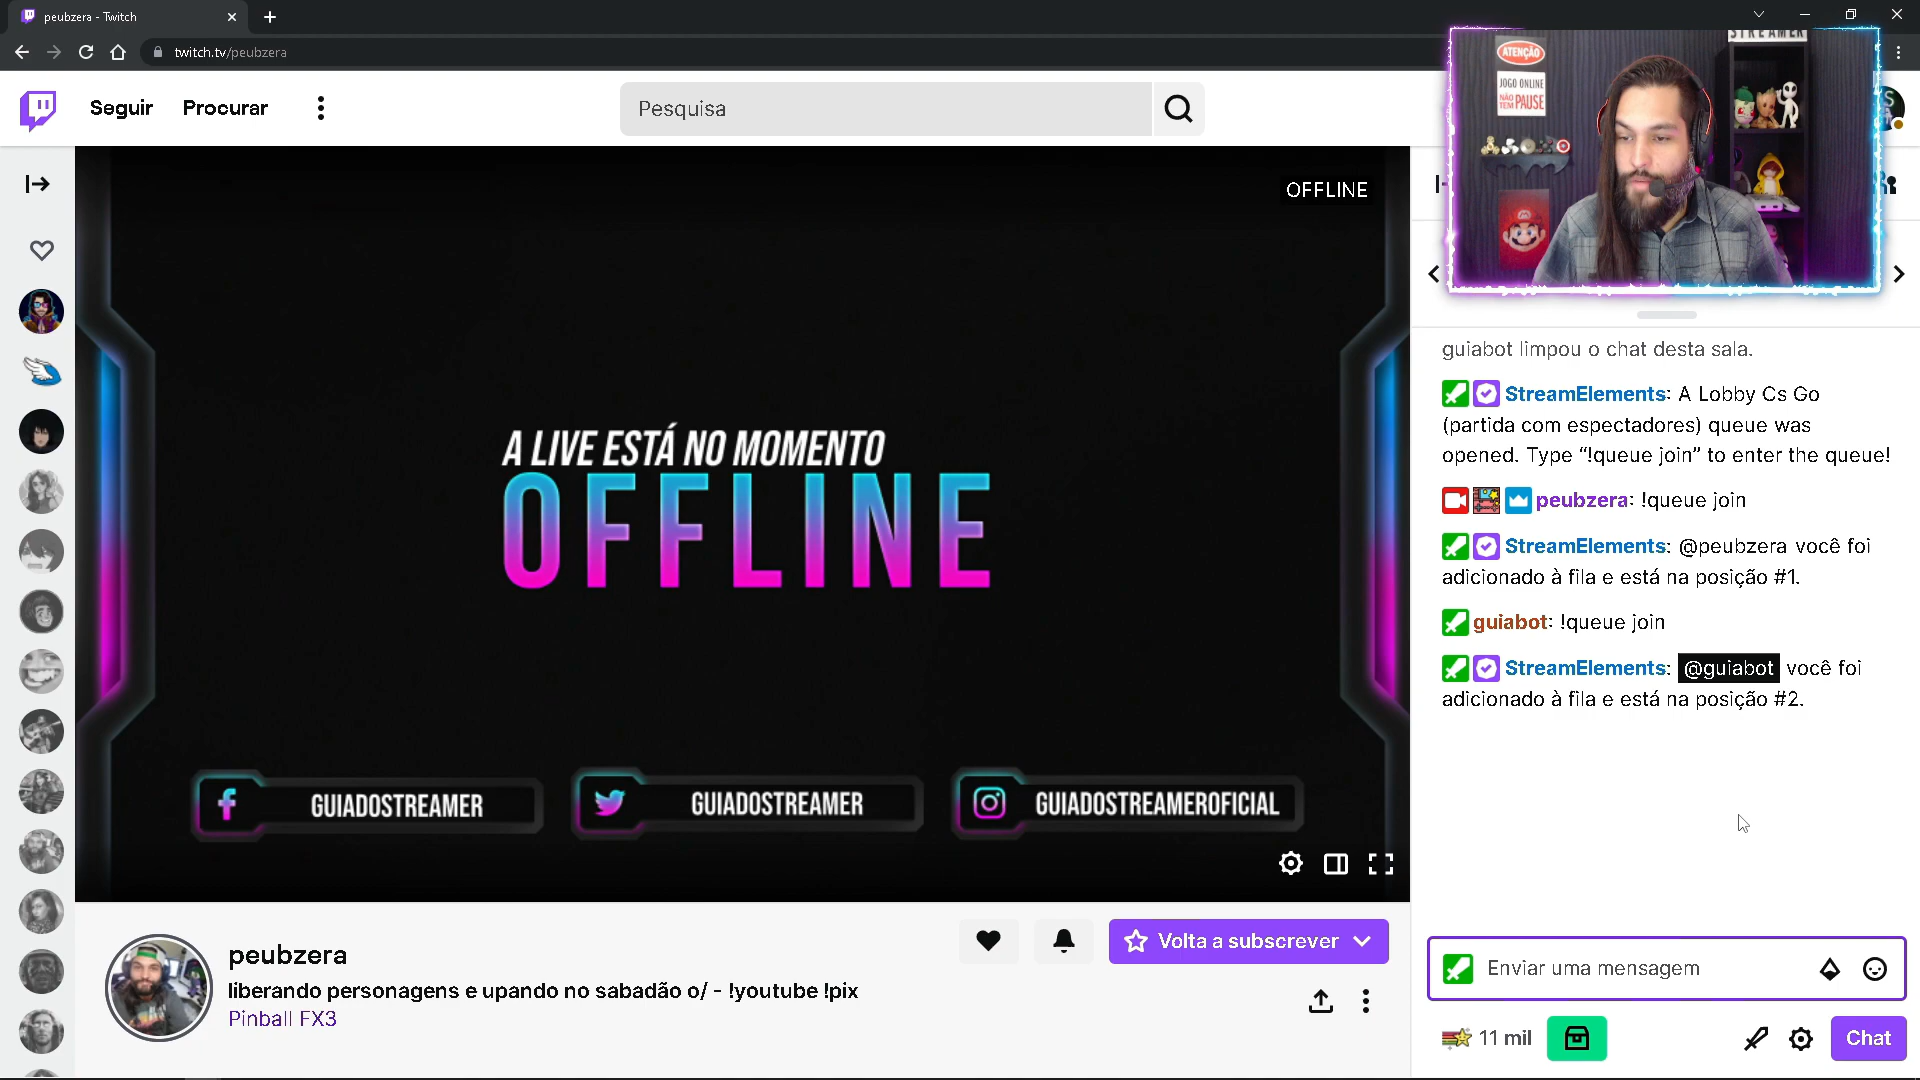 peubzera - Twitch
twitch.tv/peubzera
Seguir
Procurar
Pesquisa
OFFLINE
STREAMER
ATENÇÃO
JOGO ONLINE
NÃO TEM PAUSE
A LIVE ESTÁ NO MOMENTO
OFFLINE
GUIADOSTREAMER
GUIADOSTREAMER
GUIADOSTREAMEROFICIAL
guiabot limpou o chat desta sala.
StreamElements: A Lobby Cs Go
(partida com espectadores) queue was
opened. Type “!queue join” to enter the queue!
peubzera: !queue join
StreamElements: @peubzera você foi
adicionado à fila e está na posição #1.
guiabot: !queue join
StreamElements: @guiabot você foi
adicionado à fila e está na posição #2.
peubzera
liberando personagens e upando no sabadão o/ - !youtube !pix
Pinball FX3
Volta a subscrever
Enviar uma mensagem
11 mil
Chat